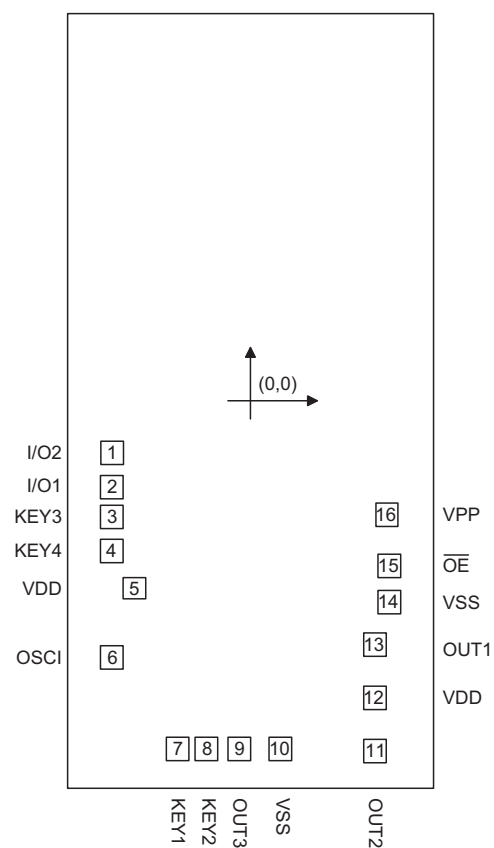 (0,0)
I/O2 1
I/O1 2
KEY3 3
KEY4 4
VDD 5
OSCI 6
16 VPP
15 O̅E̅
14 VSS
13 OUT1
12 VDD
7 8 9 10 11
KEY1
KEY2
OUT3
VSS
OUT2